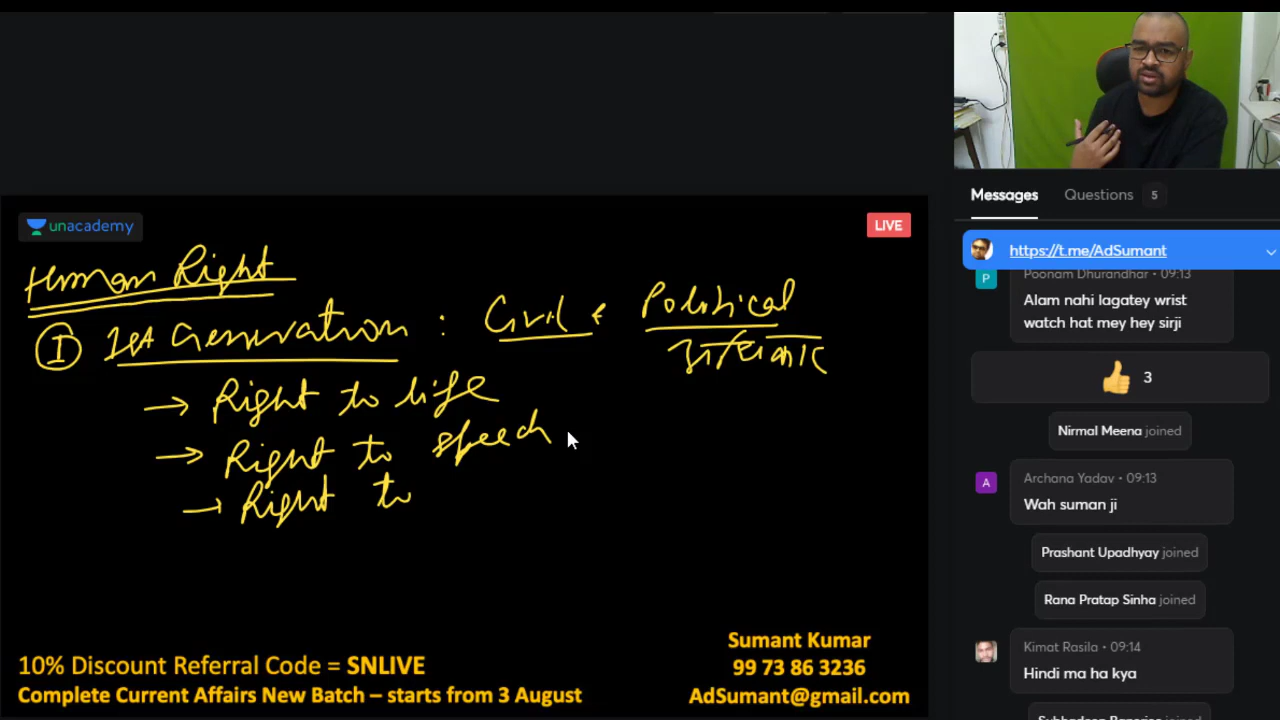 unacademy
LIVE
Human Right
I 1st Generation : Civil & Political
→ Right to life
→ Right to speech
→ Right to
10% Discount Referral Code = SNLIVE
Complete Current Affairs New Batch – starts from 3 August
Sumant Kumar
99 73 86 3236
AdSumant@gmail.com
Messages Questions 5
https://t.me/AdSumant
P Poonam Dhurandhar • 09:13
Alam nahi lagatey wrist
watch hat mey hey sirji
👍 3
Nirmal Meena joined
A Archana Yadav • 09:13
Wah suman ji
Prashant Upadhyay joined
Rana Pratap Sinha joined
Kimat Rasila • 09:14
Hindi ma ha kya
joined